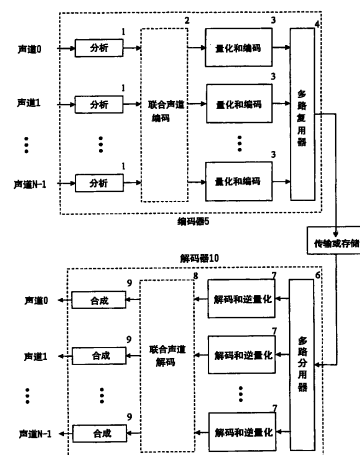 1
2
3
4
声道0
分析
量化和编码
1
3
声道1
分析
联合声道
编码
量化和编码
多路复用器
1
3
声道N-1
分析
量化和编码
编码器5
传输或存储
解码器10
9
8
7
6
声道0
合成
解码和逆量化
9
7
声道1
合成
联合声道
解码
解码和逆量化
多路分用器
9
7
声道N-1
合成
解码和逆量化